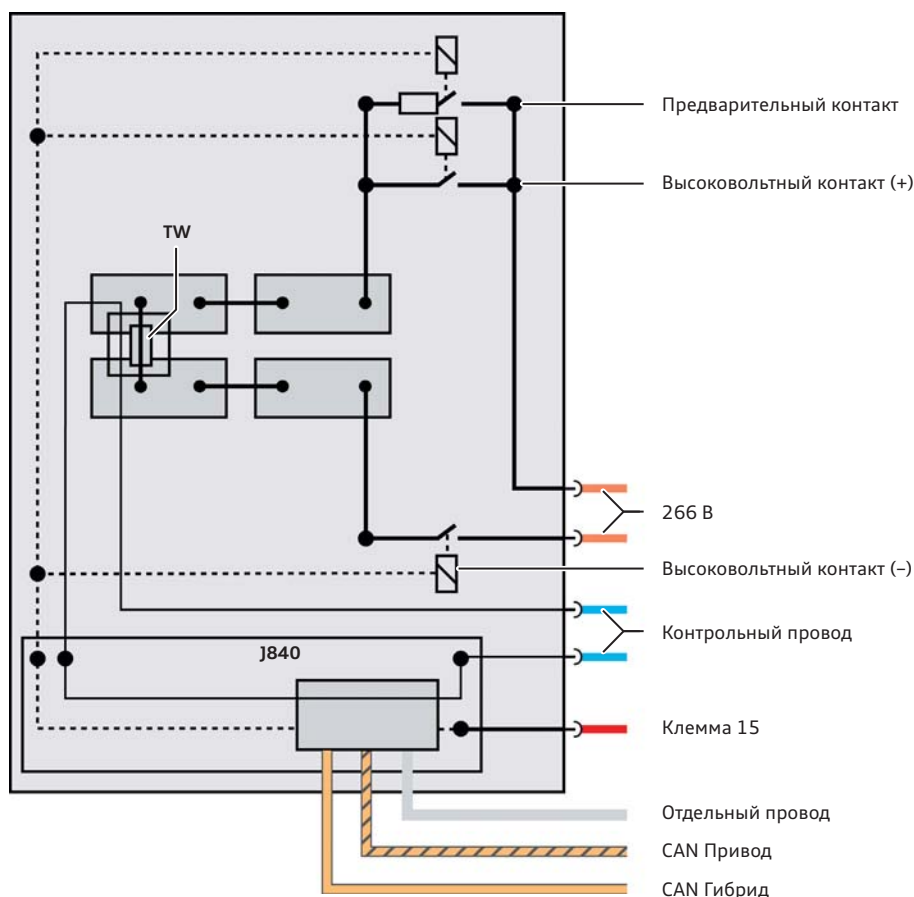 Предварительный контакт
Высоковольтный контакт (+)
TW
266 В
Высоковольтный контакт (–)
Контрольный провод
J840
Клемма 15
Отдельный провод
CAN Привод
CAN Гибрид